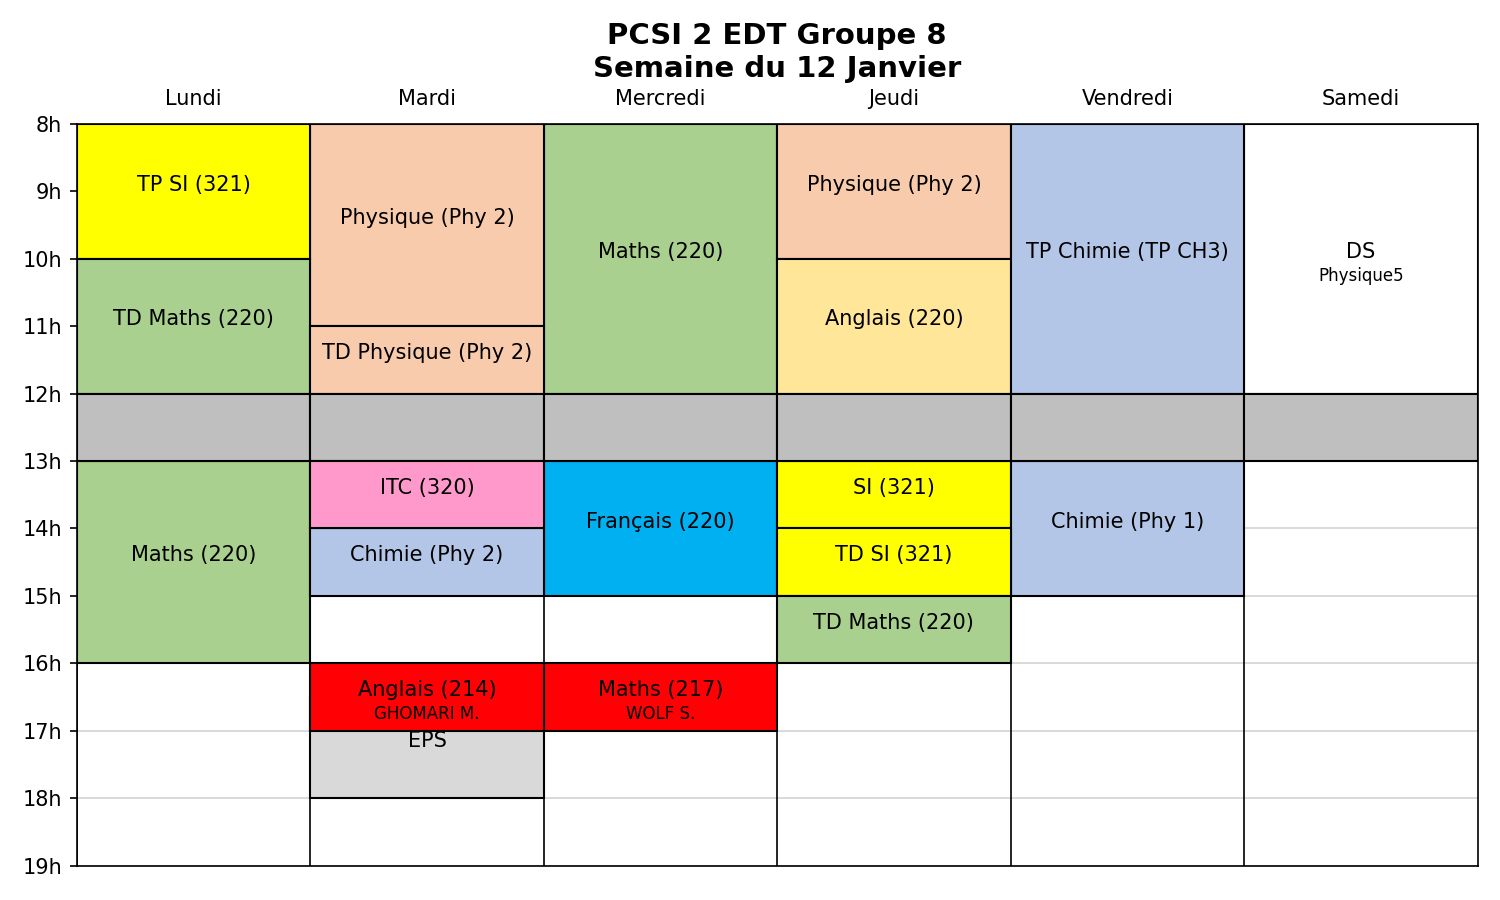 PCSI 2 EDT Groupe 8
Semaine du 12 Janvier
Lundi Mardi Mercredi Jeudi Vendredi Samedi
8h
TP SI (321)
Physique (Phy 2)
9h
Physique (Phy 2)
Maths (220)
TP Chimie (TP CH3)
DS
10h
Physique5
TD Maths (220)
Anglais (220)
11h
TD Physique (Phy 2)
12h
13h
ITC (320)
SI (321)
Français (220)
Chimie (Phy 1)
14h
Maths (220)
Chimie (Phy 2)
TD SI (321)
15h
TD Maths (220)
16h
Anglais (214)
GHOMARI M.
Maths (217)
WOLF S.
17h
EPS
18h
19h